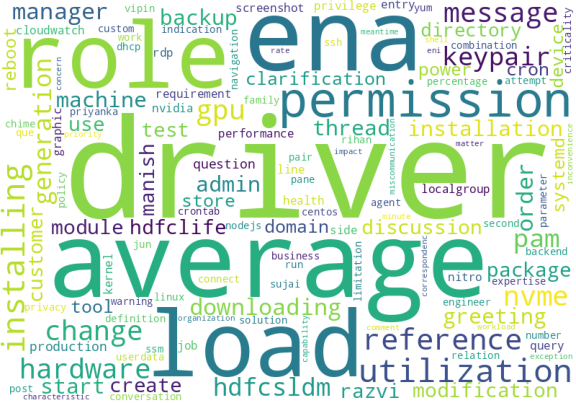 manager
vipin
screenshot
privilege
entry
yum
message
cloudwatch
custom
indication
backup
work
dhcp
rdp
navigation
role
ena
ssh
shell
meantime
eni
combination
rate
directory
device
criticality
reboot
concern
requirement
clarification
keypair
power
cron
percentage
attempt
machine
priyanka
nvidia
family
gpu
permission
generation
graphic
chime
que
priority
use
test
performance
thread
installation
rihan
miscommunication
inconvenience
policy
manish
driver
question
pair
line
pane
impact
matter
admin
health
agent
localgroup
order
systemd
parameter
store
crontab
centos
installing
customer
module
hdfclife
nodejs
domain
side
discussion
second
pam
backend
average
jun
business
run
sujai
connect
limitation
correspondenc
kernel
nitro
expertise
package
privacy
tool
warning
linux
downloading
engineer
nvme
minute
definition
organization
solution
capability
greeting
workload
change
load
comment
reference
number
query
production
ssm
job
userdata
relation
exception
hardware
utilization
post
start
create
hdfcsldm
razvi
modification
characteristic
conversation